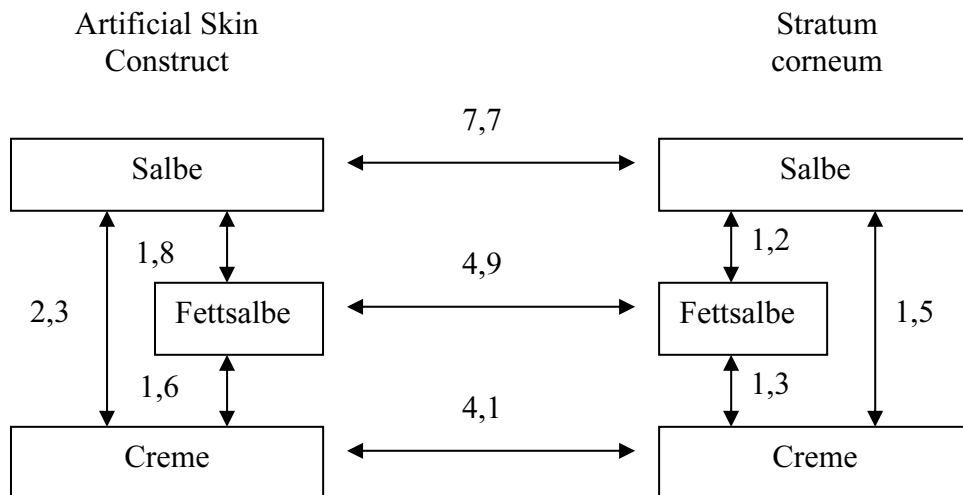 Artificial Skin
Construct
Stratum
corneum
7,7
Salbe
Salbe
1,8
1,2
4,9
2,3
Fettsalbe
Fettsalbe
1,5
1,6
1,3
4,1
Creme
Creme